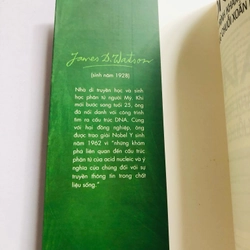 James D. Watson
(sinh năm 1928)
Nhà di truyền học và sinh
học phân tử người Mỹ. Khi
mới bước sang tuổi 25, ông
đã nổi danh với công trình
tìm ra cấu trúc DNA. Cùng
với hai đồng nghiệp, ông
được trao giải Nobel Y sinh
năm 1962 vì "những khám
phá liên quan đến cấu trúc
phân tử của acid nucleic và ý
nghĩa của chúng đối với sự
truyền thông tin trong chất
liệu sống."